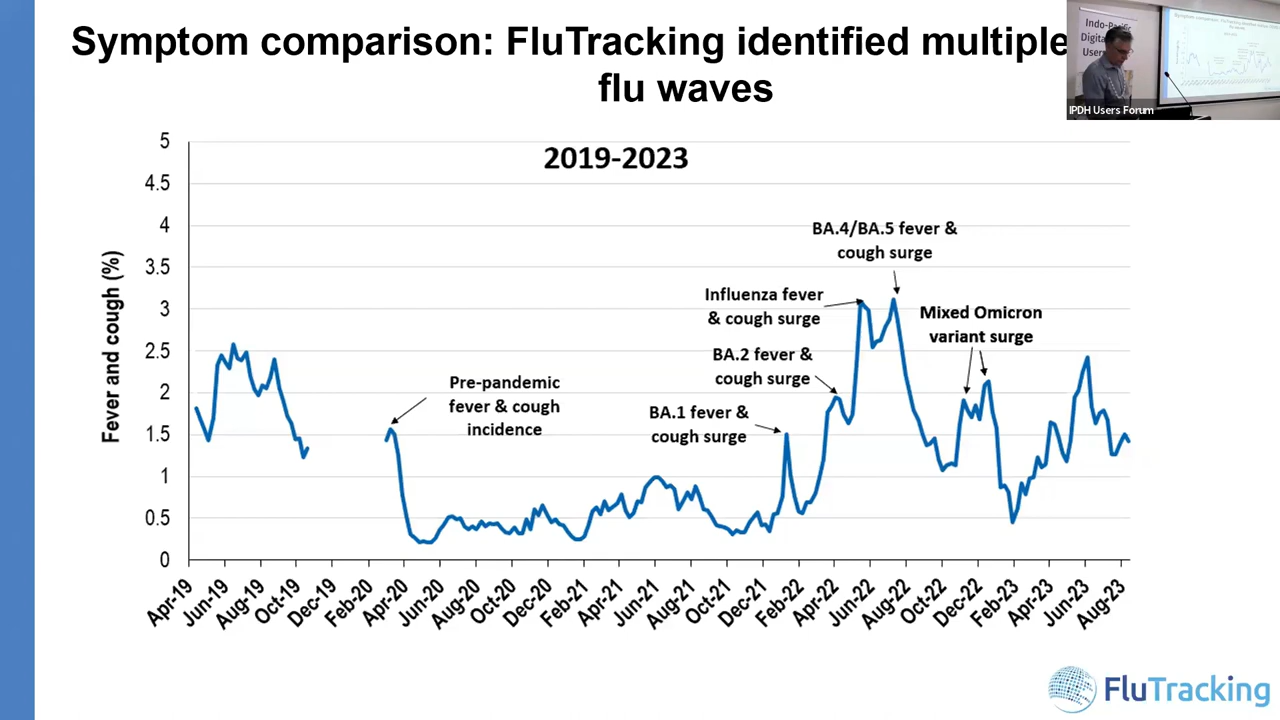 Symptom comparison: FluTracking identified multiple
flu waves
Indo-Pacific
Digita
Users
IPDH Users Forum
2019-2023
Fever and cough (%)
5
4.5
4
3.5
3
2.5
2
1.5
1
0.5
0
Pre-pandemic
fever & cough
incidence
BA.1 fever &
cough surge
BA.2 fever &
cough surge
Influenza fever
& cough surge
BA.4/BA.5 fever &
cough surge
Mixed Omicron
variant surge
Apr-19
Jun-19
Aug-19
Oct-19
Dec-19
Feb-20
Apr-20
Jun-20
Aug-20
Oct-20
Dec-20
Feb-21
Apr-21
Jun-21
Aug-21
Oct-21
Dec-21
Feb-22
Apr-22
Jun-22
Aug-22
Oct-22
Dec-22
Feb-23
Apr-23
Jun-23
Aug-23
FluTracking